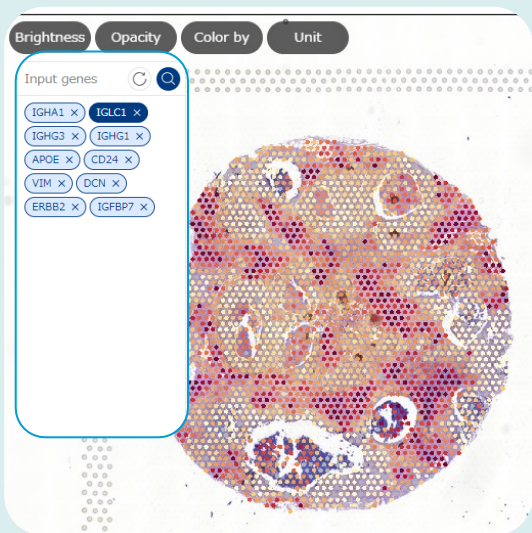 Brightness Opacity Color by Unit
Input genes
IGHA1 × IGLC1 ×
IGHG3 × IGHG1 ×
APOE × CD24 ×
VIM × DCN ×
ERBB2 × IGFBP7 ×